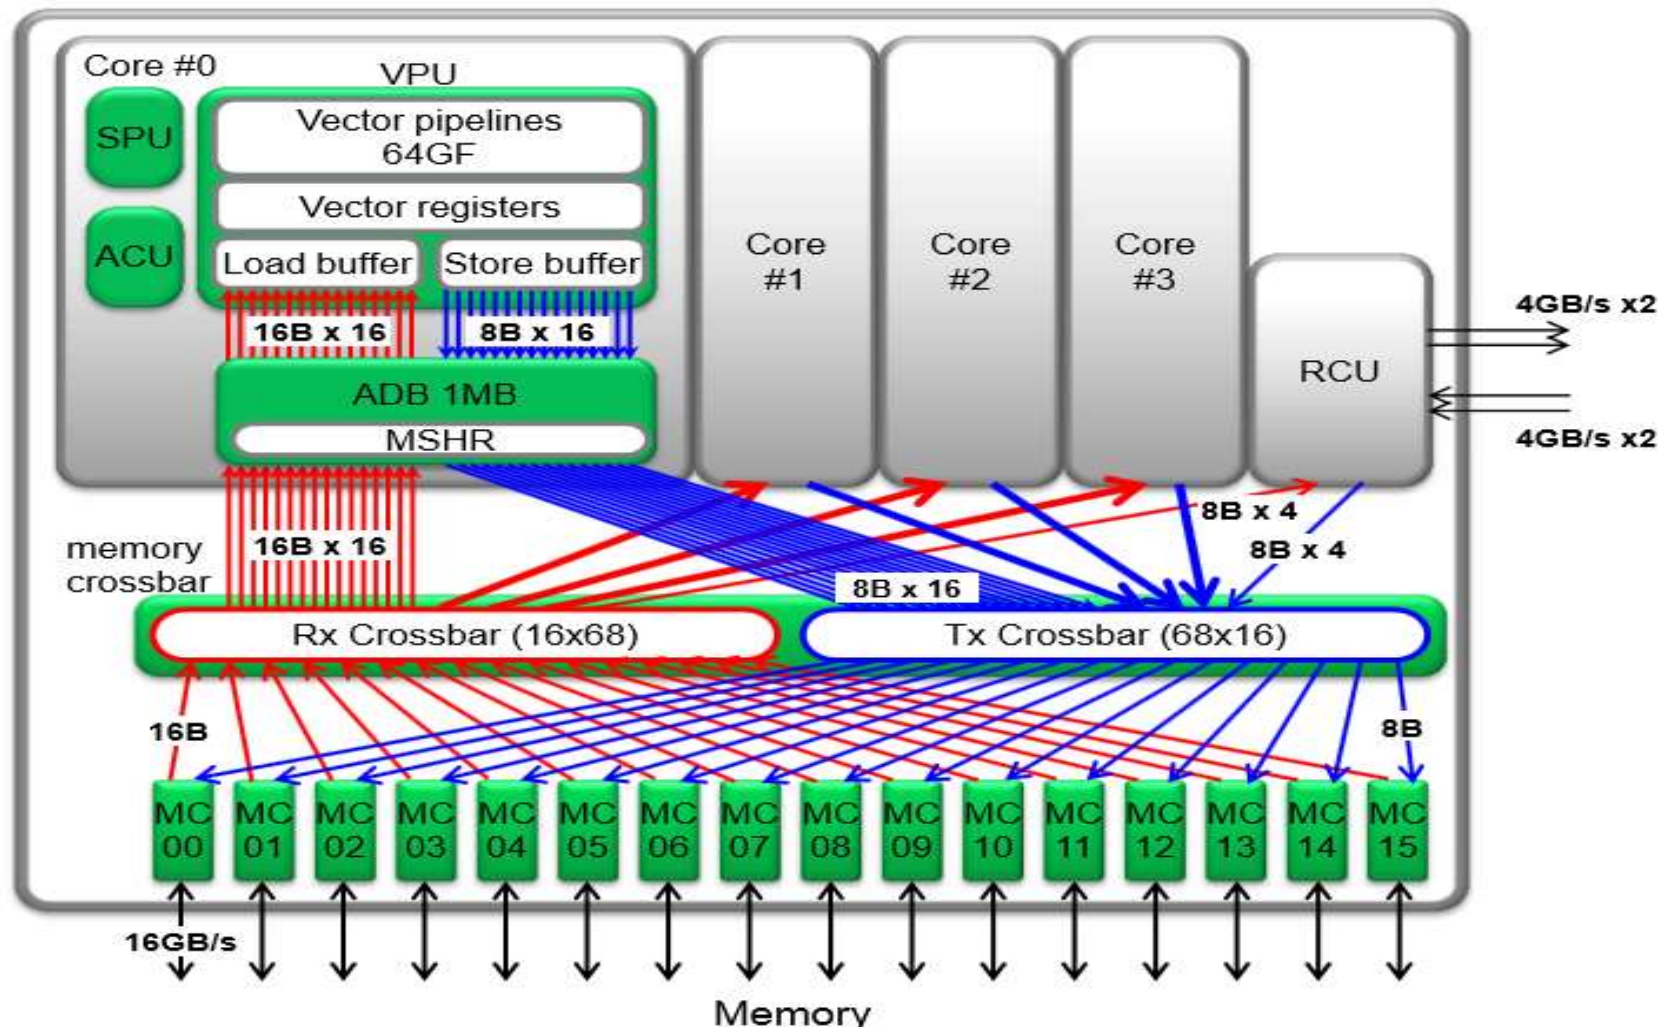 Core #0
VPU
SPU
Vector pipelines
64GF
Vector registers
ACU
Load buffer
Store buffer
16B x 16
8B x 16
ADB 1MB
MSHR
Core
#1
Core
#2
Core
#3
RCU
4GB/s x2
4GB/s x2
8B x 4
8B x 4
memory
crossbar
16B x 16
8B x 16
Rx Crossbar (16x68)
Tx Crossbar (68x16)
16B
8B
MC
00
MC
01
MC
02
MC
03
MC
04
MC
05
MC
06
MC
07
MC
08
MC
09
MC
10
MC
11
MC
12
MC
13
MC
14
MC
15
16GB/s
Memory